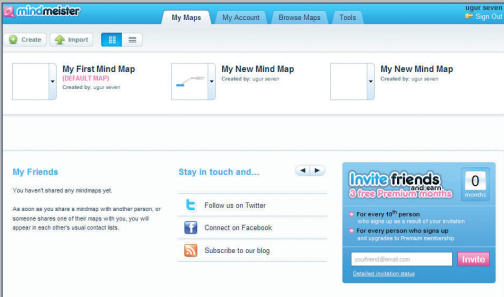 mindmeister
My Maps
My Account
Browse Maps
Tools
ugur seven
Sign Out
Create
Import
My First Mind Map
(DEFAULT MAP)
Created by: ugur seven
My New Mind Map
Created by: ugur seven
My New Mind Map
Created by: ugur seven
My Friends
You haven't shared any mindmaps yet.
As soon as you share a mindmap with another person, or
someone shares one of their maps with you, you will
appear in each other's usual contact lists.
Stay in touch and...
Follow us on Twitter
Connect on Facebook
Subscribe to our blog
Invite friends
and earn
3 free Premium months
0
months
For every 10th person
who signs up as a result of your invitation
For every person who signs up
and upgrades to Premium membership
yourfriend@email.com
Invite
Detailed invitation status